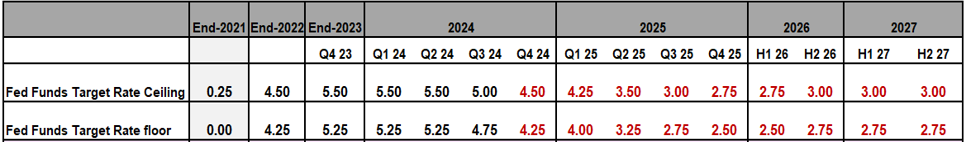 End-2021 End-2022 End-2023 2024 2025 2026 2027
Q4 23 Q1 24 Q2 24 Q3 24 Q4 24 Q1 25 Q2 25 Q3 25 Q4 25 H1 26 H2 26 H1 27 H2 27
Fed Funds Target Rate Ceiling 0.25 4.50 5.50 5.50 5.50 5.00 4.50 4.25 3.50 3.00 2.75 2.75 3.00 3.00 3.00
Fed Funds Target Rate floor 0.00 4.25 5.25 5.25 5.25 4.75 4.25 4.00 3.25 2.75 2.50 2.50 2.75 2.75 2.75